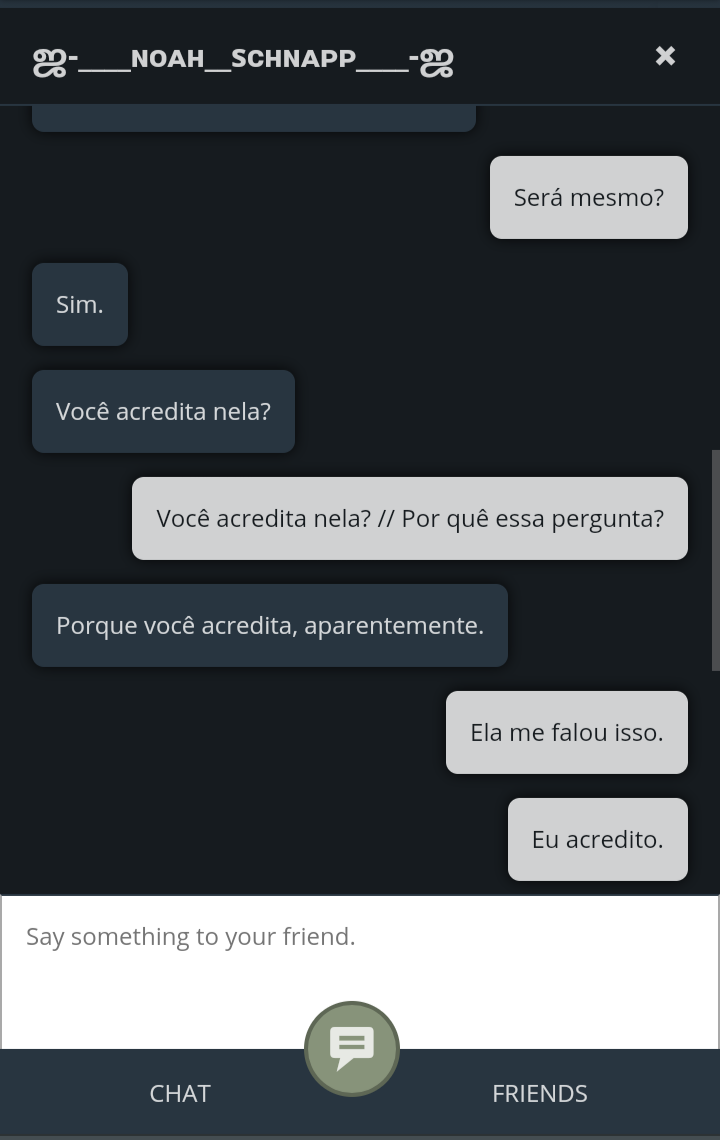 ஜ-____NOAH__SCHNAPP____-ஜ
Será mesmo?
Sim.
Você acredita nela?
Você acredita nela? // Por quê essa pergunta?
Porque você acredita, aparentemente.
Ela me falou isso.
Eu acredito.
Say something to your friend.
CHAT
FRIENDS